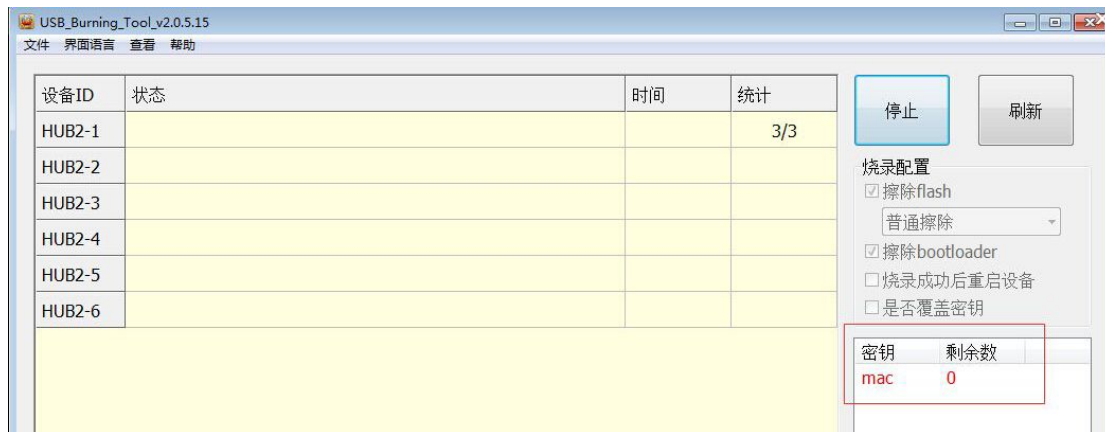 USB_Burning_Tool_v2.0.5.15
文件 界面语言 查看 帮助
设备ID 状态 时间 统计
HUB2-1 3/3
HUB2-2
HUB2-3
HUB2-4
HUB2-5
HUB2-6
停止 刷新
烧录配置
擦除flash
普通擦除
擦除bootloader
烧录成功后重启设备
是否覆盖密钥
密钥 剩余数
mac 0